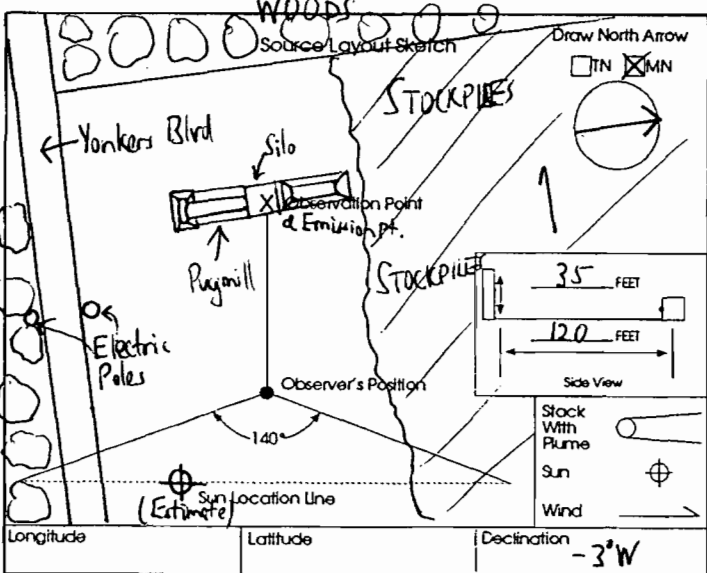 WOODS
Source Layout Sketch
Draw North Arrow
TN MN
STOCKPILES
Yonkers Blvd
Silo
X Observation Point
& Emission pt.
Pugmill
STOCKPILES
35 FEET
120 FEET
Side View
Electric
Poles
Observer's Position
140°
Stack
With
Plume
Sun
Wind
Sun Location Line
(Estimate)
Longitude
Latitude
Declination
-3°W